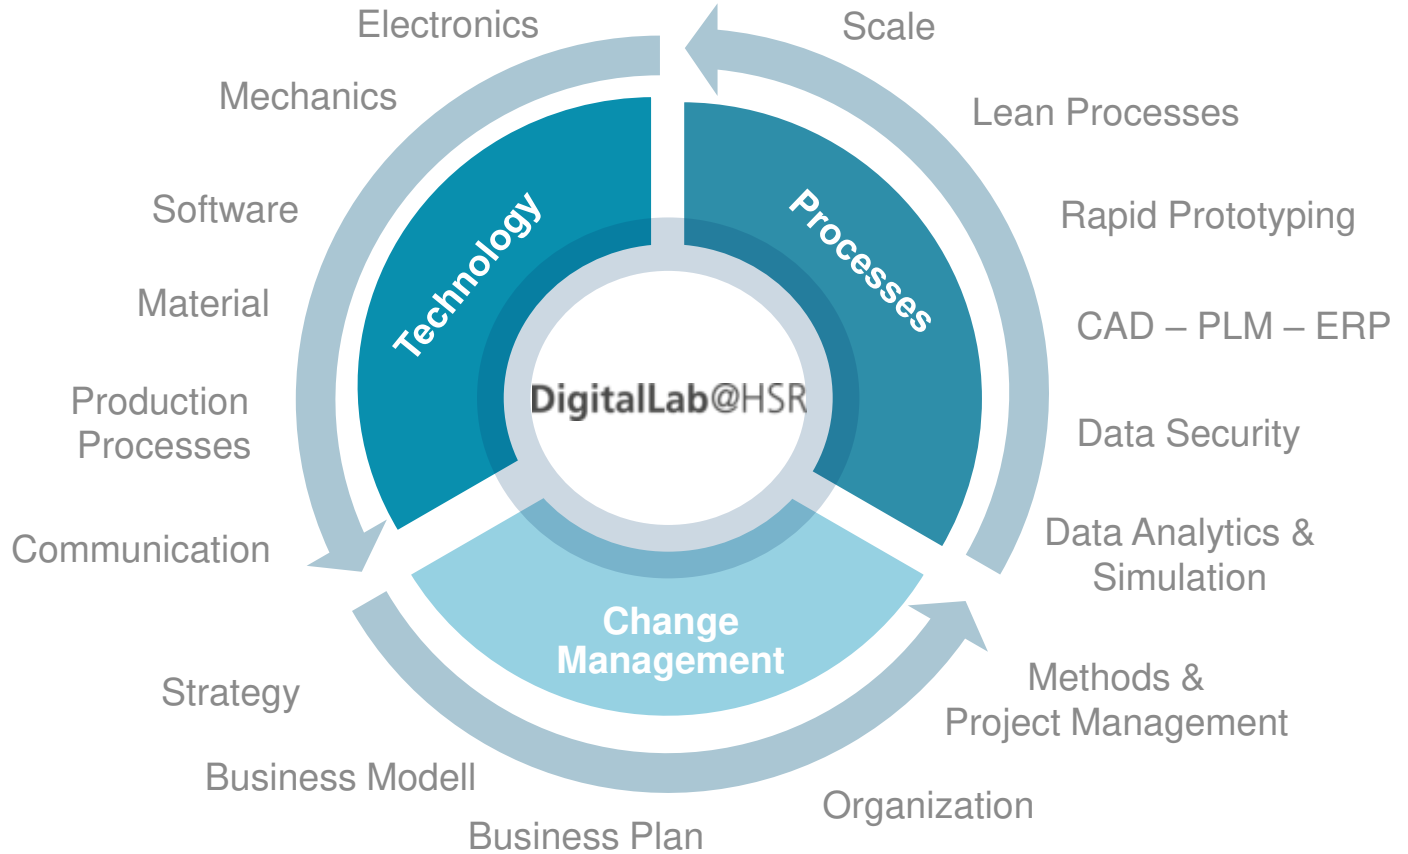 Electronics
Mechanics
Software
Material
Production
Processes
Communication
Technology
Scale
Lean Processes
Rapid Prototyping
CAD – PLM – ERP
Data Security
Data Analytics &
Simulation
Processes
DigitalLab@HSR
Change
Management
Strategy
Business Modell
Business Plan
Organization
Methods &
Project Management